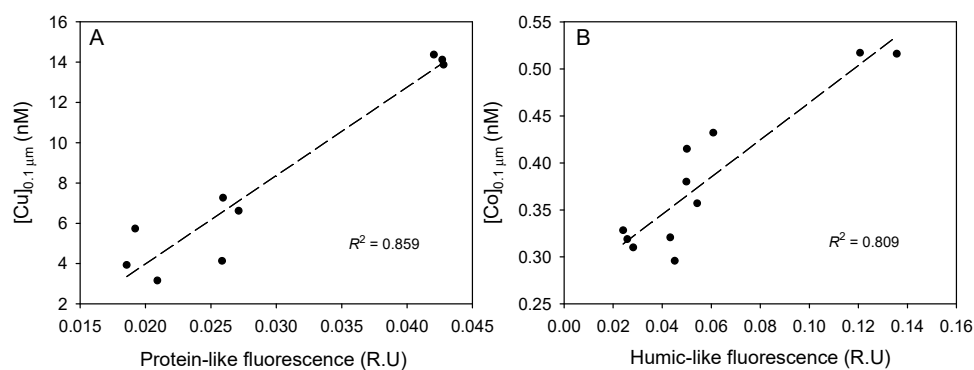 A
16
14
12
10
8
6
4
2
[Cu]0.1 μm (nM)
R² = 0.859
0.015 0.020 0.025 0.030 0.035 0.040 0.045
Protein-like fluorescence (R.U)
B
0.55
0.50
0.45
0.40
0.35
0.30
0.25
[Co]0.1 μm (nM)
R² = 0.809
0.00 0.02 0.04 0.06 0.08 0.10 0.12 0.14 0.16
Humic-like fluorescence (R.U)